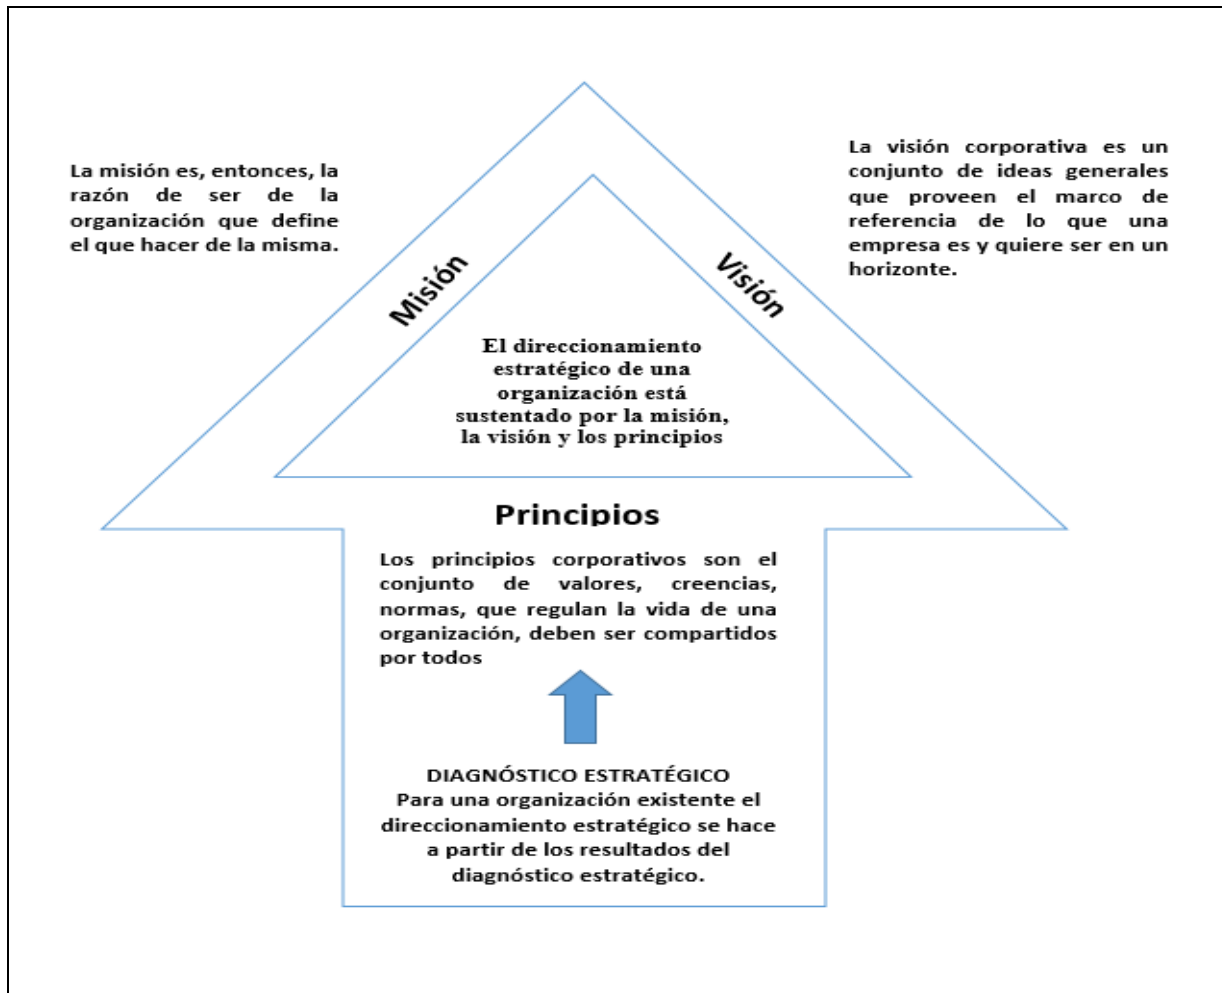 La misión es, entonces, la
razón de ser de la
organización que define
el que hacer de la misma.
La visión corporativa es un
conjunto de ideas generales
que proveen el marco de
referencia de lo que una
empresa es y quiere ser en un
horizonte.
Misión
Visión
El direccionamiento
estratégico de una
organización está
sustentado por la misión,
la visión y los principios
Principios
Los principios corporativos son el
conjunto de valores, creencias,
normas, que regulan la vida de una
organización, deben ser compartidos
por todos
DIAGNÓSTICO ESTRATÉGICO
Para una organización existente el
direccionamiento estratégico se hace
a partir de los resultados del
diagnóstico estratégico.